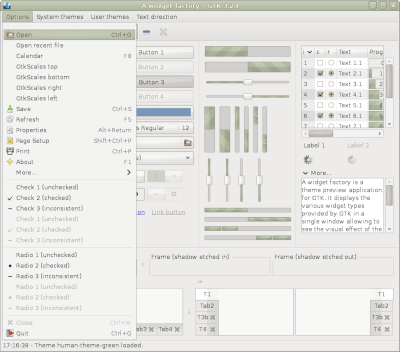 A widget factory - GTK 3.2.4
Options System themes User themes Text direction
Open Ctrl+O
Open recent file
Calendar F8
GtkScales top
GtkScales bottom
GtkScales right
GtkScales left
Save Ctrl+S
Refresh F5
Properties Alt+Return
Page Setup Shift+Ctrl+P
Print Ctrl+P
About F1
More...
Check 1 (unchecked)
Check 2 (checked)
Check 3 (inconsistent)
Check 1 (unchecked)
Check 2 (checked)
Check 3 (inconsistent)
Radio 1 (unchecked)
Radio 2 (checked)
Radio 3 (inconsistent)
Radio 1 (unchecked)
Radio 2 (checked)
Radio 3 (inconsistent)
Close
Quit Ctrl+Q
Button 1
Button 2
Button 3
Button 4
Regular 12
Link button
Text Prog
1 Text 1.1
2 Text 2.1
3 Text 3.1
4 Text 4.1
5 Text 5.1
6 Text 6.1
7 Text 7.1
Label 1 Label 2
More...
A widget factory is a
theme preview application
for GTK. It displays the
various widget types
provided by GTK in a
single window allowing to
see the visual effect of the
Frame (shadow etched in) Frame (shadow etched out)
Tab3 Tab4
T1
Tab2
T3b
T4
T1
Tab2
T3b
T4
17:16:39 - Theme human-theme-green loaded.